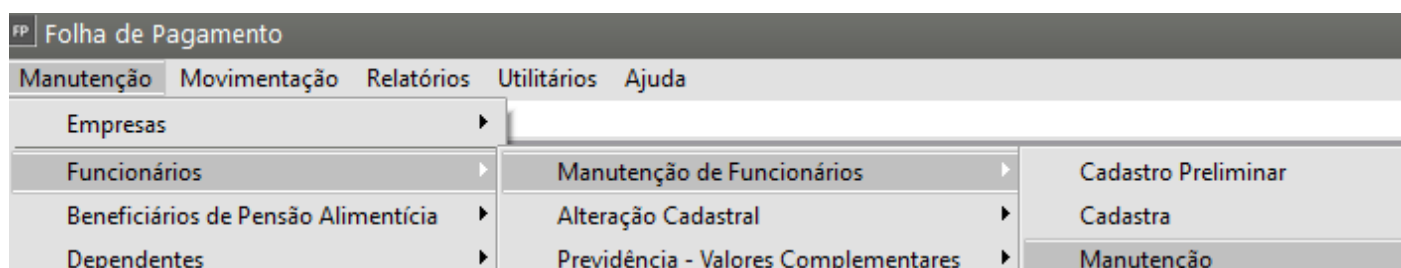 FP Folha de Pagamento
Manutenção Movimentação Relatórios Utilitários Ajuda
Empresas
Funcionários Manutenção de Funcionários Cadastro Preliminar
Beneficiários de Pensão Alimentícia Alteração Cadastral Cadastra
Dependentes Previdência - Valores Complementares Manutenção